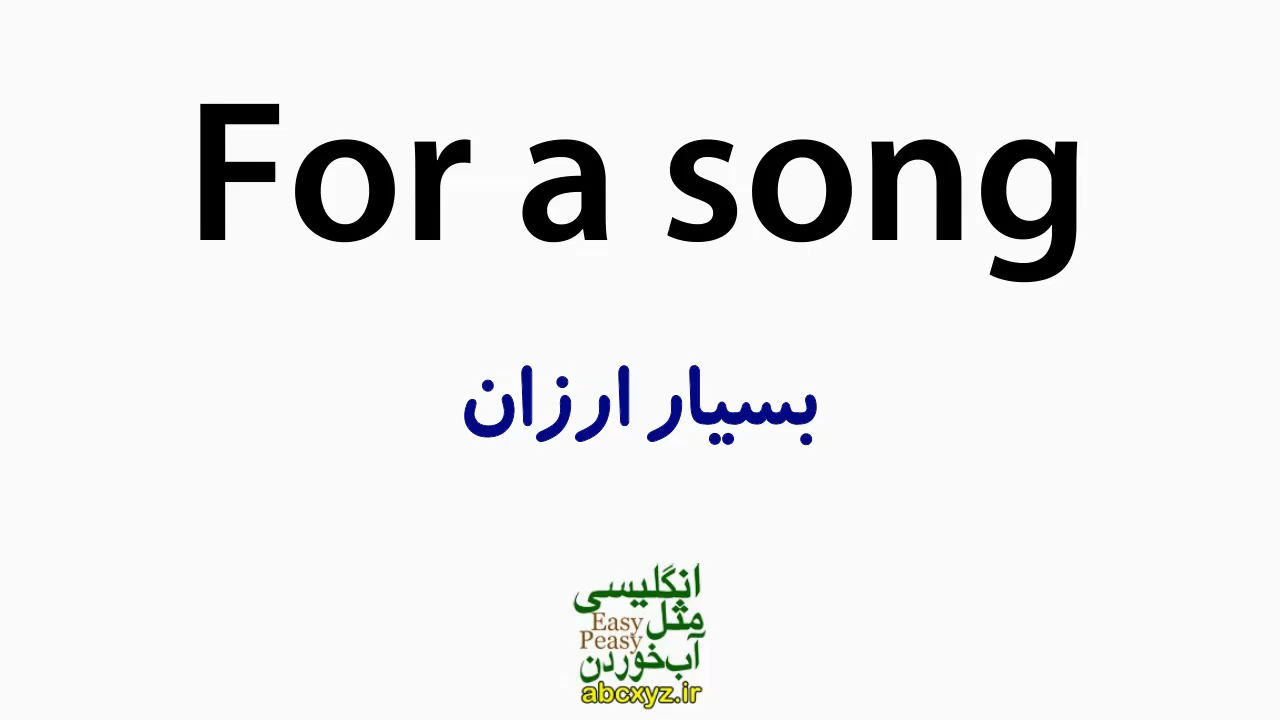 For a song
بسیار ارزان
انگلیسی
مثل Easy
Peasy
آب‌خوردن
abcxyz.ir